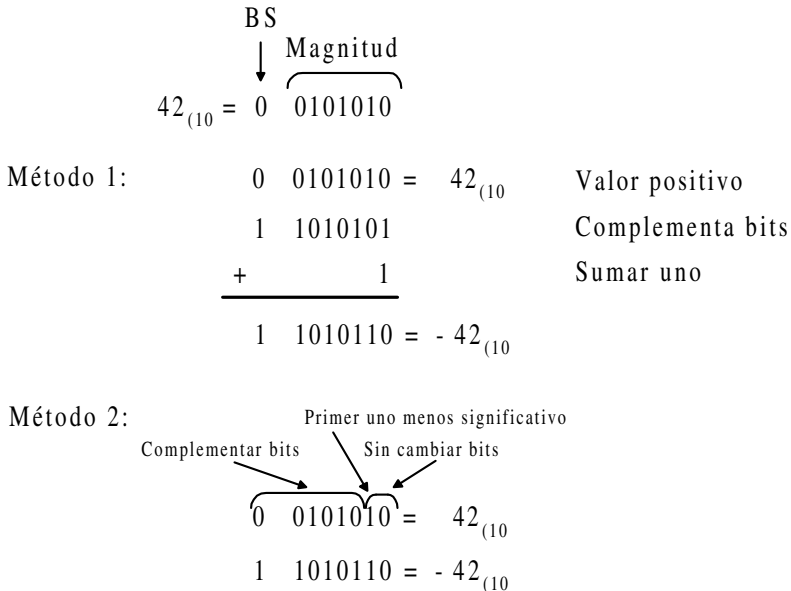 BS
Magnitud
42(10 = 0 0101010
Método 1: 0 0101010 = 42(10 Valor positivo
1 1010101 Complementa bits
+ 1 Sumar uno
1 1010110 = - 42(10
Método 2: Primer uno menos significativo
Complementar bits Sin cambiar bits
0 0101010 = 42(10
1 1010110 = - 42(10